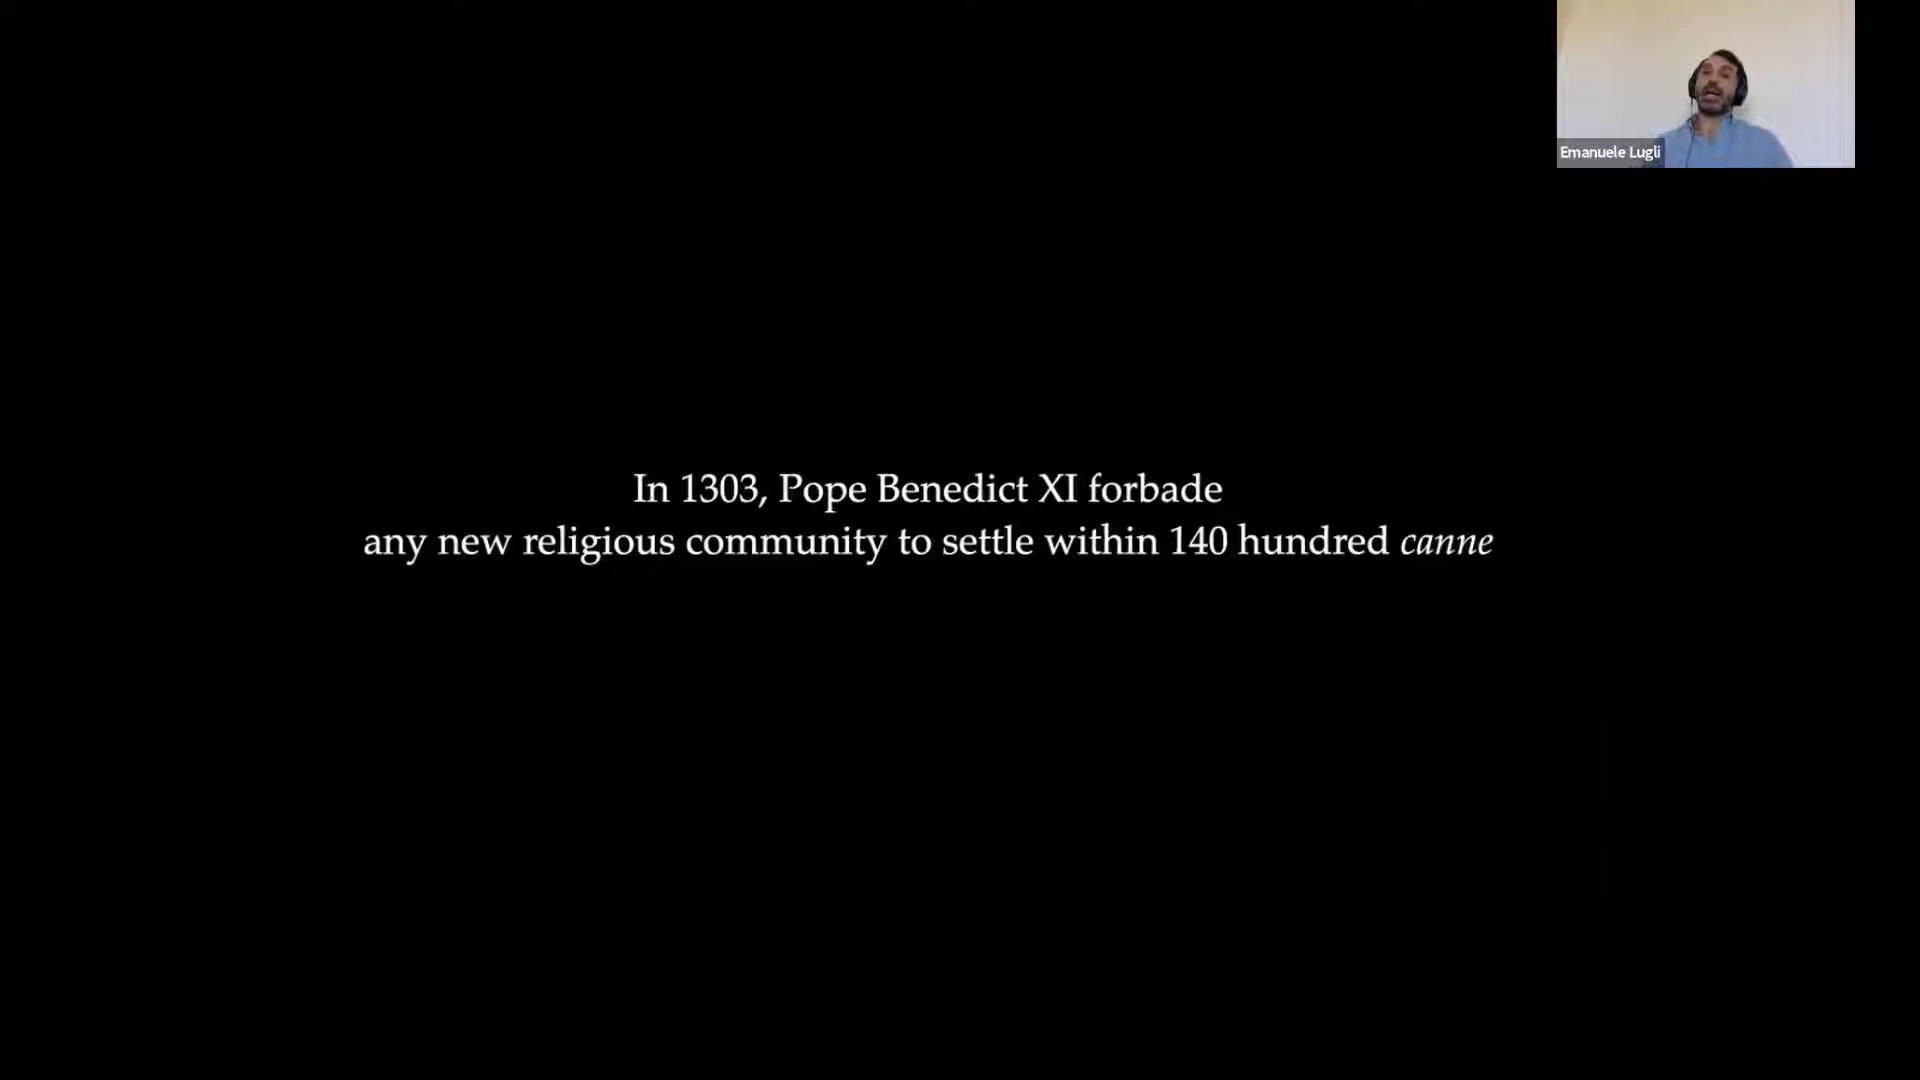 Emanuele Lugli
In 1303, Pope Benedict XI forbade
any new religious community to settle within 140 hundred canne